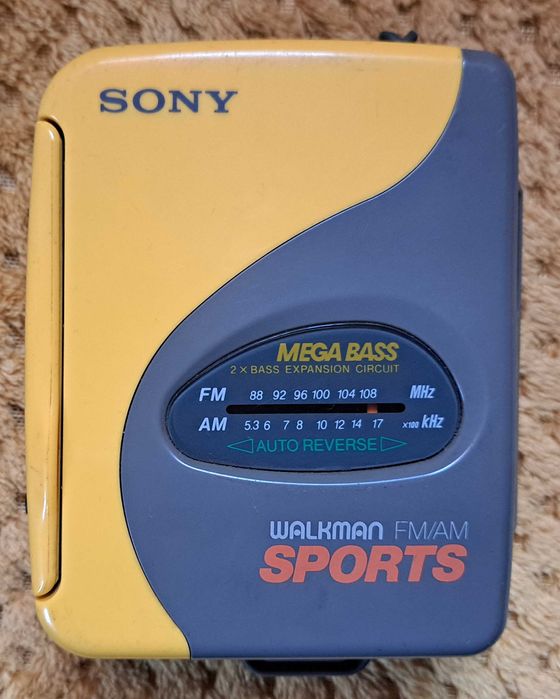 SONY
MEGA BASS
2 × BASS EXPANSION CIRCUIT
FM 88 92 96 100 104 108 MHz
AM 5.3 6 7 8 10 12 14 17 ×100 kHz
AUTO REVERSE
WALKMAN FM/AM
SPORTS